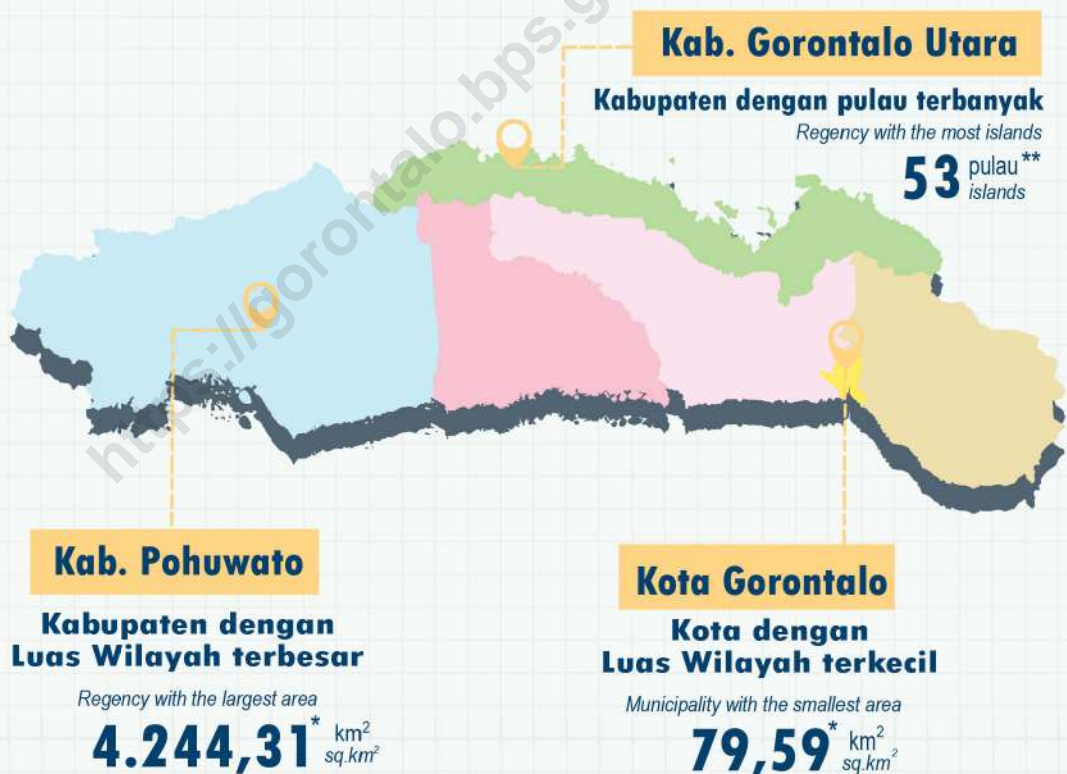 Kab. Gorontalo Utara
Kabupaten dengan pulau terbanyak
Regency with the most islands
53 pulau**
islands
https://gorontalo.bps.g
Kab. Pohuwato
Kabupaten dengan
Luas Wilayah terbesar
Regency with the largest area
4.244,31* km²
sq.km²
Kota Gorontalo
Kota dengan
Luas Wilayah terkecil
Municipality with the smallest area
79,59* km²
sq.km²